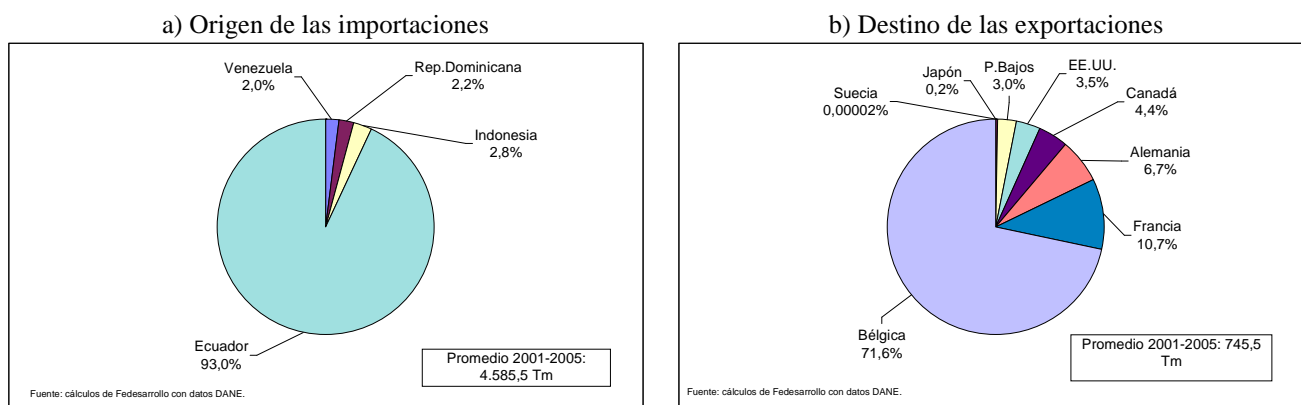 a) Origen de las importaciones
Venezuela
2,0%
Rep.Dominicana
2,2%
Indonesia
2,8%
Ecuador
93,0%
Promedio 2001-2005:
4.585,5 Tm
Fuente: cálculos de Fedesarrollo con datos DANE.
b) Destino de las exportaciones
Suecia
0,00002%
Japón
0,2%
P.Bajos
3,0%
EE.UU.
3,5%
Canadá
4,4%
Alemania
6,7%
Francia
10,7%
Bélgica
71,6%
Promedio 2001-2005: 745,5
Tm
Fuente: cálculos de Fedesarrollo con datos DANE.